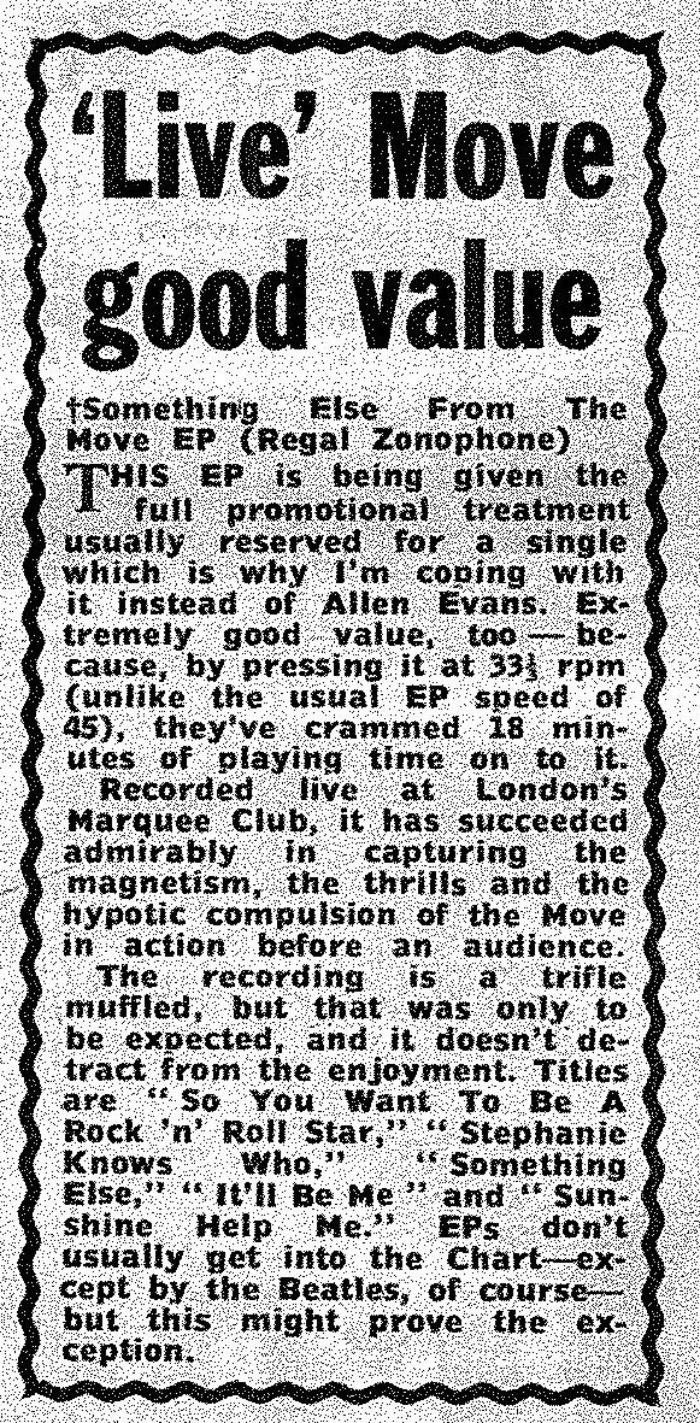 ‘Live’ Move
good value
†Something Else From The
Move EP (Regal Zonophone)
THIS EP is being given the
full promotional treatment
usually reserved for a single
which is why I’m coping with
it instead of Allen Evans. Ex-
tremely good value, too — be-
cause, by pressing it at 33⅓ rpm
(unlike the usual EP speed of
45), they’ve crammed 18 min-
utes of playing time on to it.
Recorded live at London’s
Marquee Club, it has succeeded
admirably in capturing the
magnetism, the thrills and the
hypotic compulsion of the Move
in action before an audience.
The recording is a trifle
muffled, but that was only to
be expected, and it doesn’t de-
tract from the enjoyment. Titles
are “ So You Want To Be A
Rock ’n’ Roll Star,” “ Stephanie
Knows Who,” “ Something
Else,” “ It’ll Be Me ” and “ Sun-
shine Help Me.” EPs don’t
usually get into the Chart—ex-
cept by the Beatles, of course—
but this might prove the ex-
ception.